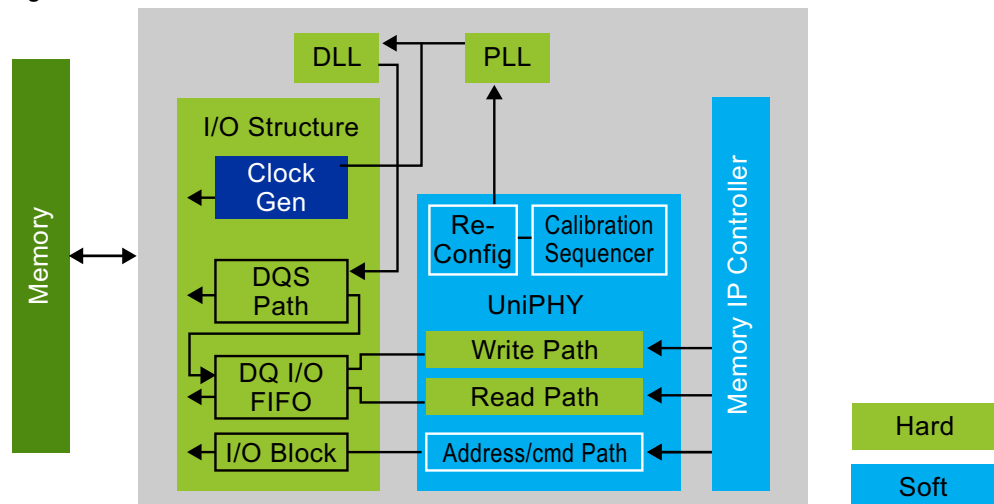 DLL
PLL
I/O Structure
Clock
Gen
Memory
Re-
Config
Calibration
Sequencer
DQS
Path
UniPHY
Memory IP Controller
Write Path
DQ I/O
FIFO
Read Path
I/O Block
Address/cmd Path
Hard
Soft